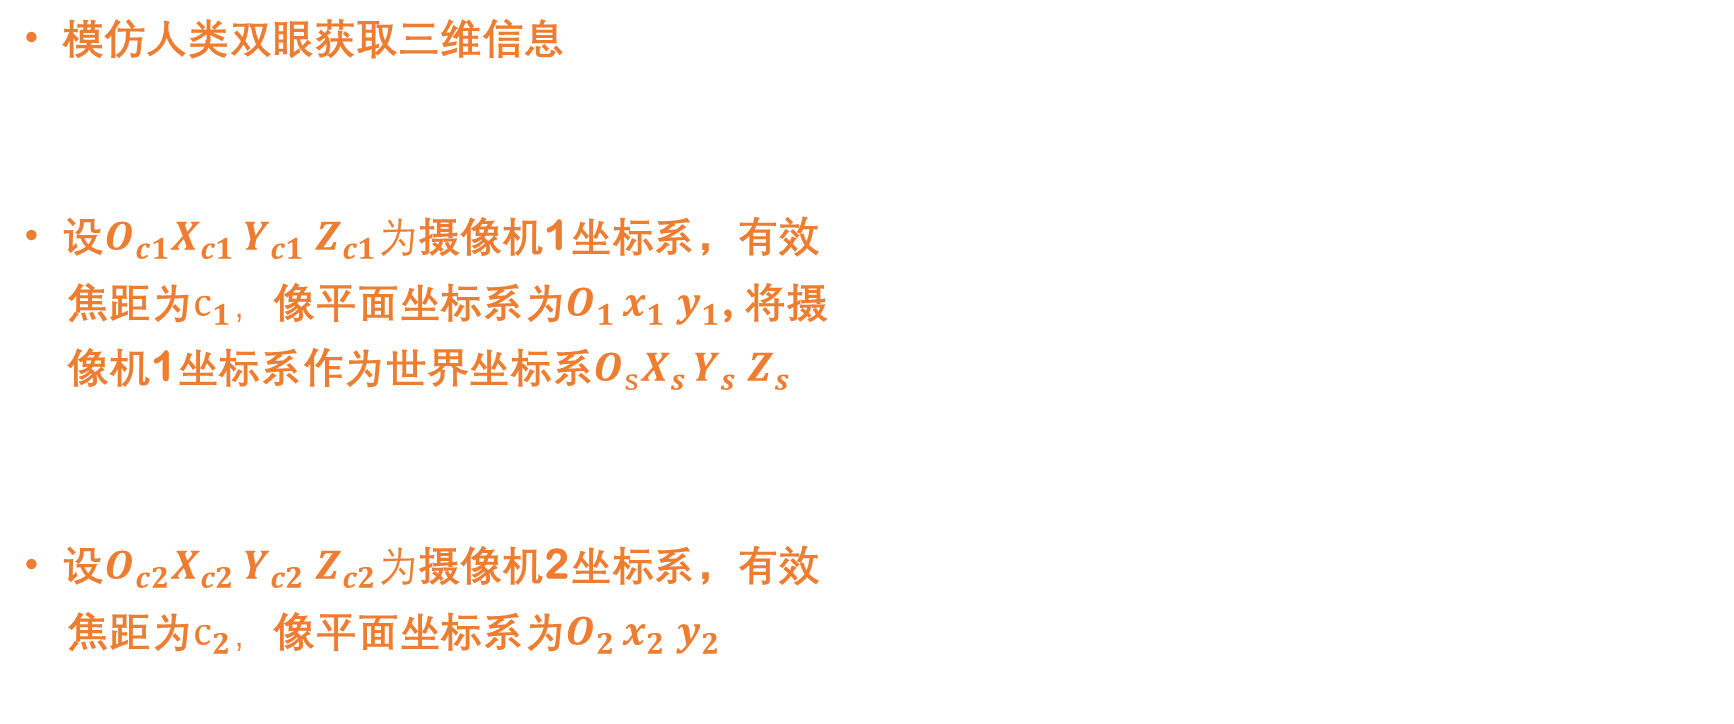 • 模仿人类双眼获取三维信息
• 设O_{c1}X_{c1} Y_{c1} Z_{c1}为摄像机1坐标系，有效
焦距为c_1，像平面坐标系为O_1 x_1 y_1, 将摄
像机1坐标系作为世界坐标系O_sX_s Y_s Z_s
• 设O_{c2}X_{c2} Y_{c2} Z_{c2}为摄像机2坐标系，有效
焦距为c_2，像平面坐标系为O_2 x_2 y_2